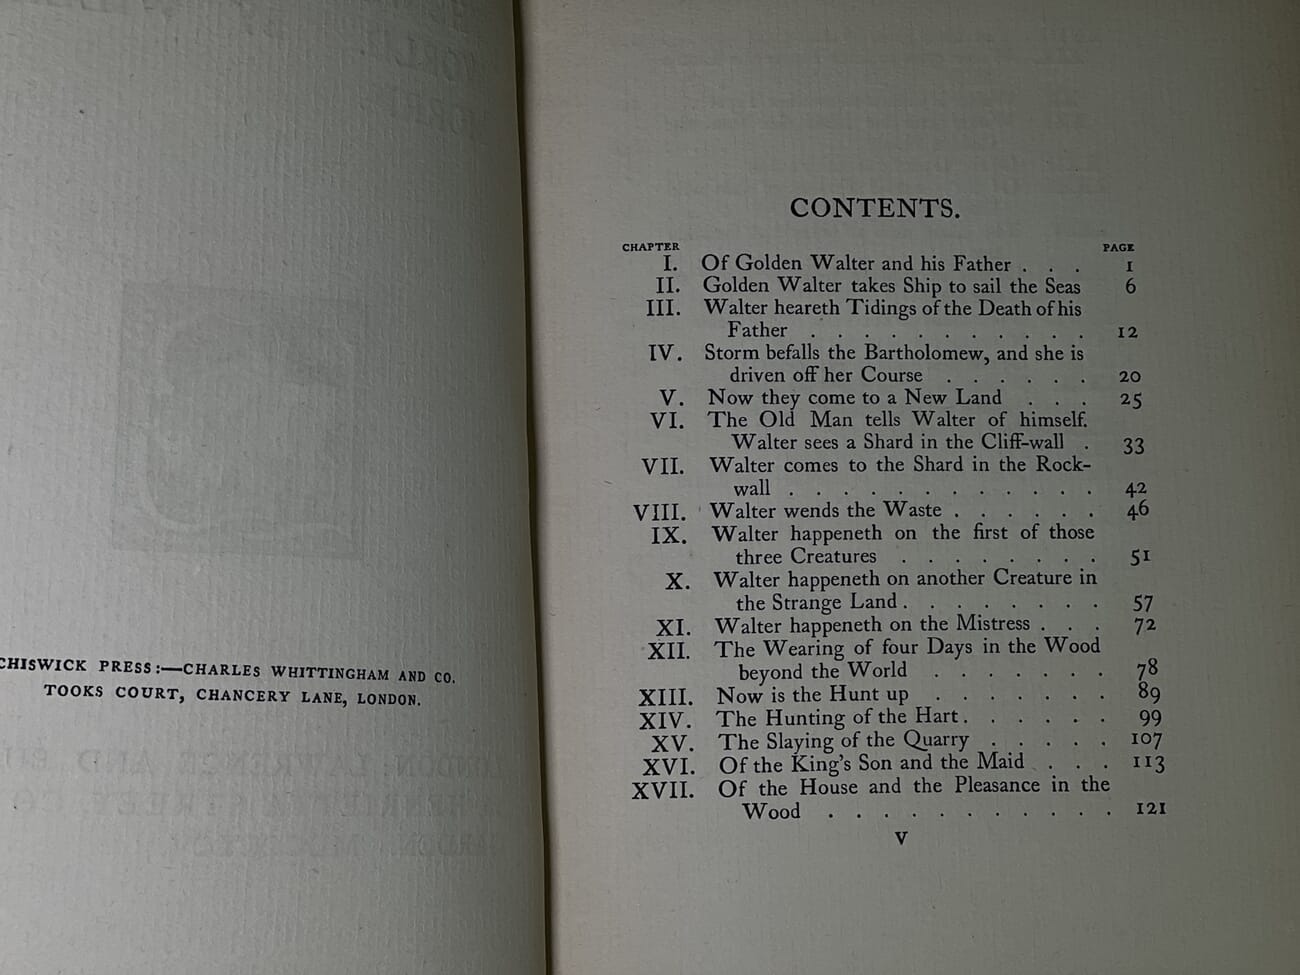 CHISWICK PRESS:—CHARLES WHITTINGHAM AND CO.
TOOKS COURT, CHANCERY LANE, LONDON.
CONTENTS.
CHAPTER PAGE
I. Of Golden Walter and his Father . . . 1
II. Golden Walter takes Ship to sail the Seas 6
III. Walter heareth Tidings of the Death of his
Father . . . . . . . . . . . 12
IV. Storm befalls the Bartholomew, and she is
driven off her Course . . . . . . 20
V. Now they come to a New Land . . . 25
VI. The Old Man tells Walter of himself.
Walter sees a Shard in the Cliff-wall . 33
VII. Walter comes to the Shard in the Rock-
wall . . . . . . . . . . . . 42
VIII. Walter wends the Waste . . . . . . 46
IX. Walter happeneth on the first of those
three Creatures . . . . . . . . 51
X. Walter happeneth on another Creature in
the Strange Land . . . . . . . . 57
XI. Walter happeneth on the Mistress . . . 72
XII. The Wearing of four Days in the Wood
beyond the World . . . . . . . 78
XIII. Now is the Hunt up . . . . . . . 89
XIV. The Hunting of the Hart . . . . . . 99
XV. The Slaying of the Quarry . . . . . 107
XVI. Of the King's Son and the Maid . . . 113
XVII. Of the House and the Pleasance in the
Wood . . . . . . . . . . . 121
V